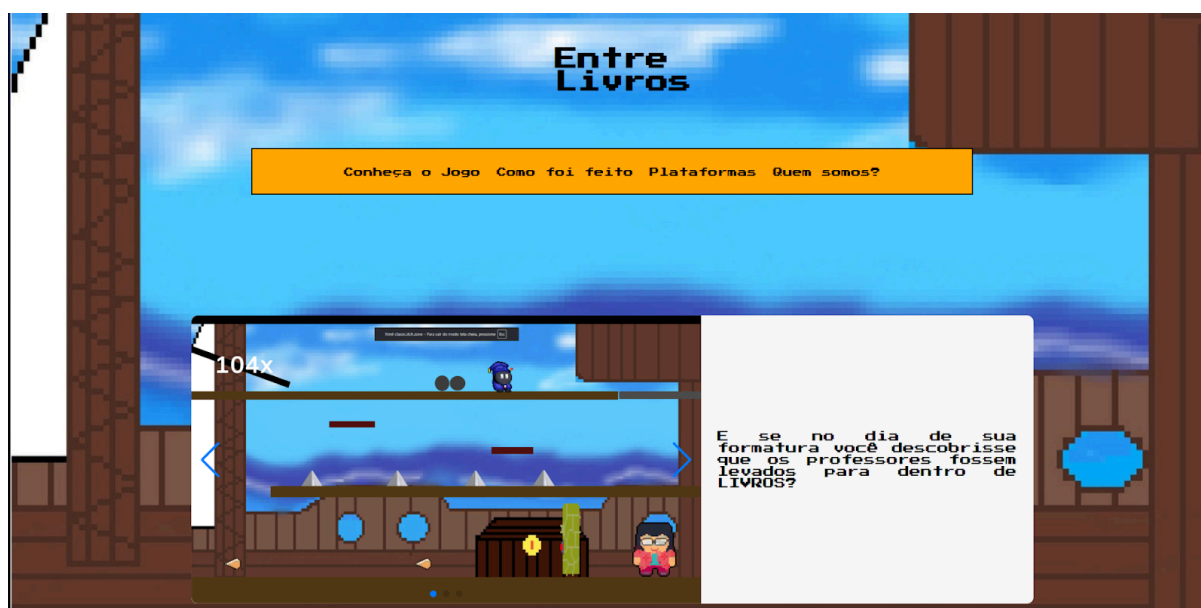 Entre
Livros
Conheça o Jogo Como foi feito Plataformas Quem somos?
104x
E se no dia de sua
formatura você descobrisse
que os professores fossem
levados para dentro de
LIVROS?